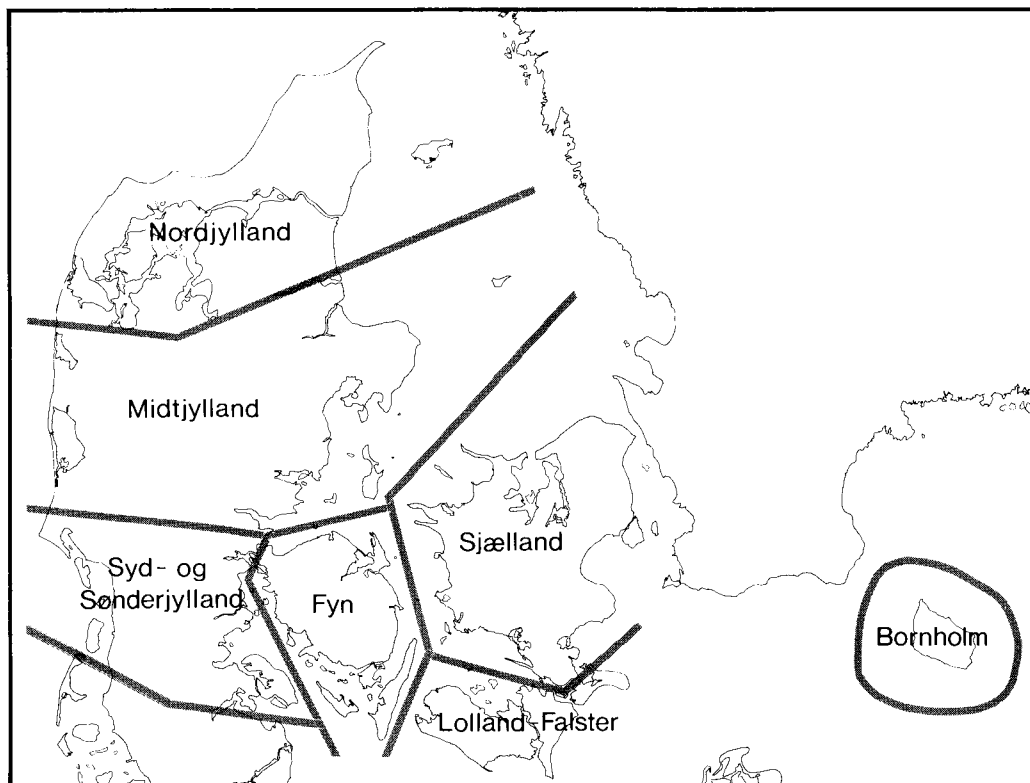 Nordjylland
Midtjylland
Sjælland
Syd- og
Sønderjylland
Fyn
Bornholm
Lolland-Falster